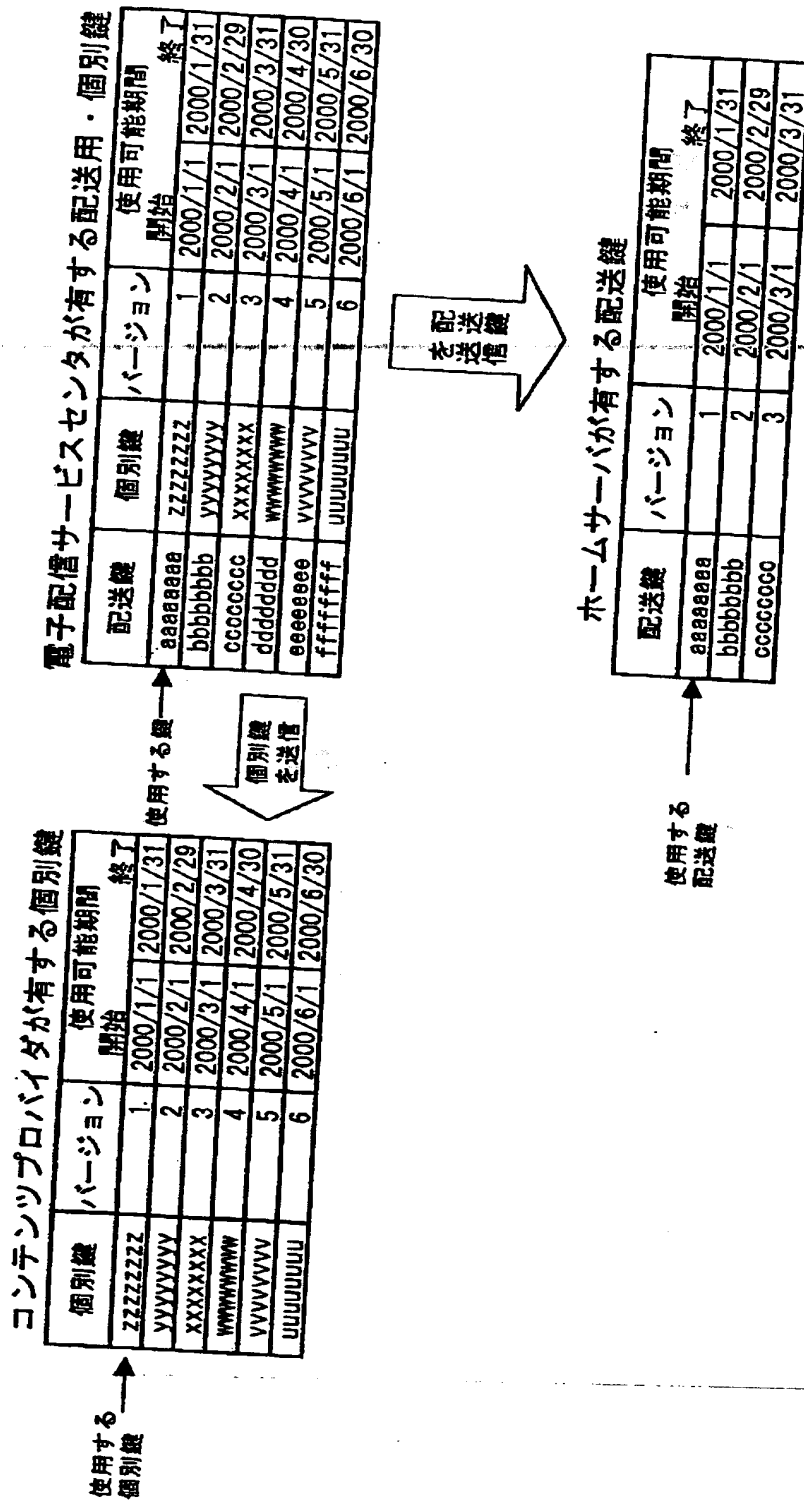 コンテンツプロバイダが有する個別鍵
個別鍵 バージョン 使用可能期間
開始 終了
zzzzzzzz 1 2000/1/1 2000/1/31
yyyyyyyy 2 2000/2/1 2000/2/29
xxxxxxxx 3 2000/3/1 2000/3/31
wwwwwwww 4 2000/4/1 2000/4/30
vvvvvvvv 5 2000/5/1 2000/5/31
uuuuuuuu 6 2000/6/1 2000/6/30
使用する
個別鍵
個別鍵
を送信
電子配信サービスセンタが有する配送用・個別鍵
配送鍵 個別鍵 バージョン 使用可能期間
開始 終了
aaaaaaaa zzzzzzzz 1 2000/1/1 2000/1/31
bbbbbbbb yyyyyyyy 2 2000/2/1 2000/2/29
cccccccc xxxxxxxx 3 2000/3/1 2000/3/31
dddddddd wwwwwwww 4 2000/4/1 2000/4/30
eeeeeeee vvvvvvvv 5 2000/5/1 2000/5/31
ffffffff uuuuuuuu 6 2000/6/1 2000/6/30
使用する鍵
配送鍵
を送信
ホームサーバが有する配送鍵
配送鍵 バージョン 使用可能期間
開始 終了
aaaaaaaa 1 2000/1/1 2000/1/31
bbbbbbbb 2 2000/2/1 2000/2/29
cccccccc 3 2000/3/1 2000/3/31
使用する
配送鍵